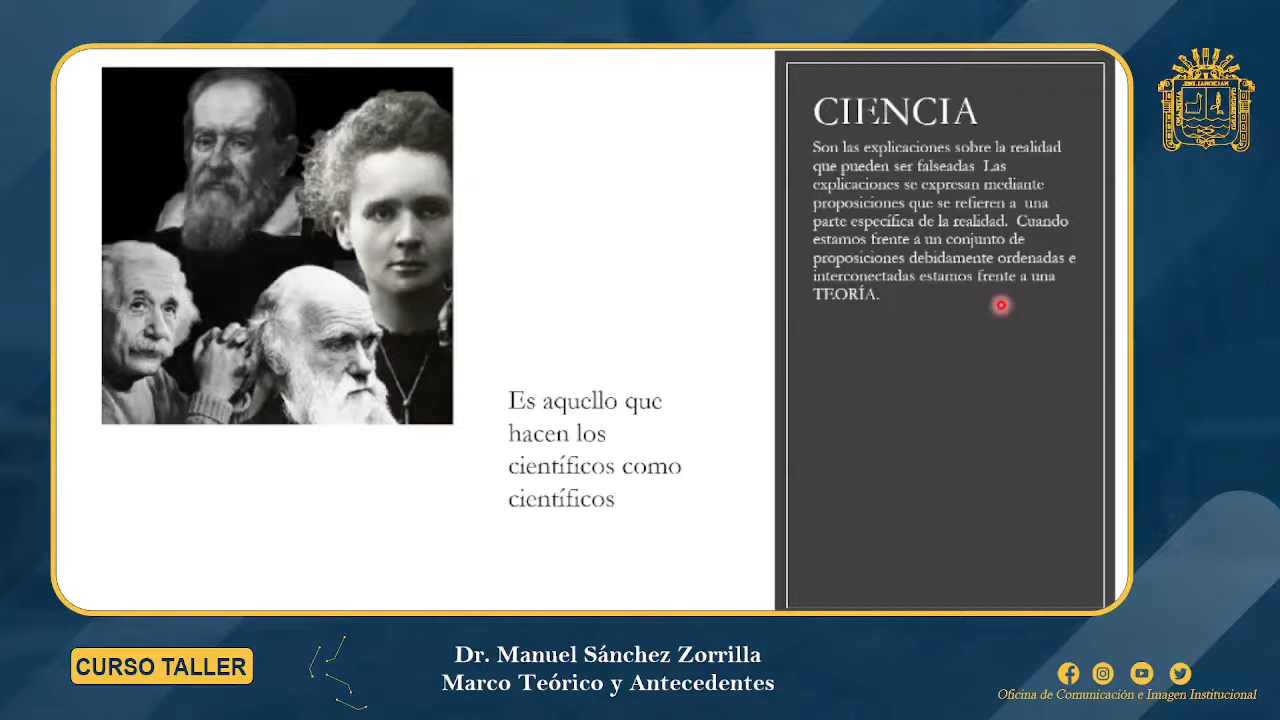 CIENCIA
Son las explicaciones sobre la realidad
que pueden ser falseadas Las
explicaciones se expresan mediante
proposiciones que se refieren a una
parte específica de la realidad. Cuando
estamos frente a un conjunto de
proposiciones debidamente ordenadas e
interconectadas estamos frente a una
TEORÍA.
Es aquello que
hacen los
científicos como
científicos
CURSO TALLER
Dr. Manuel Sánchez Zorrilla
Marco Teórico y Antecedentes
Oficina de Comunicación e Imagen Institucional